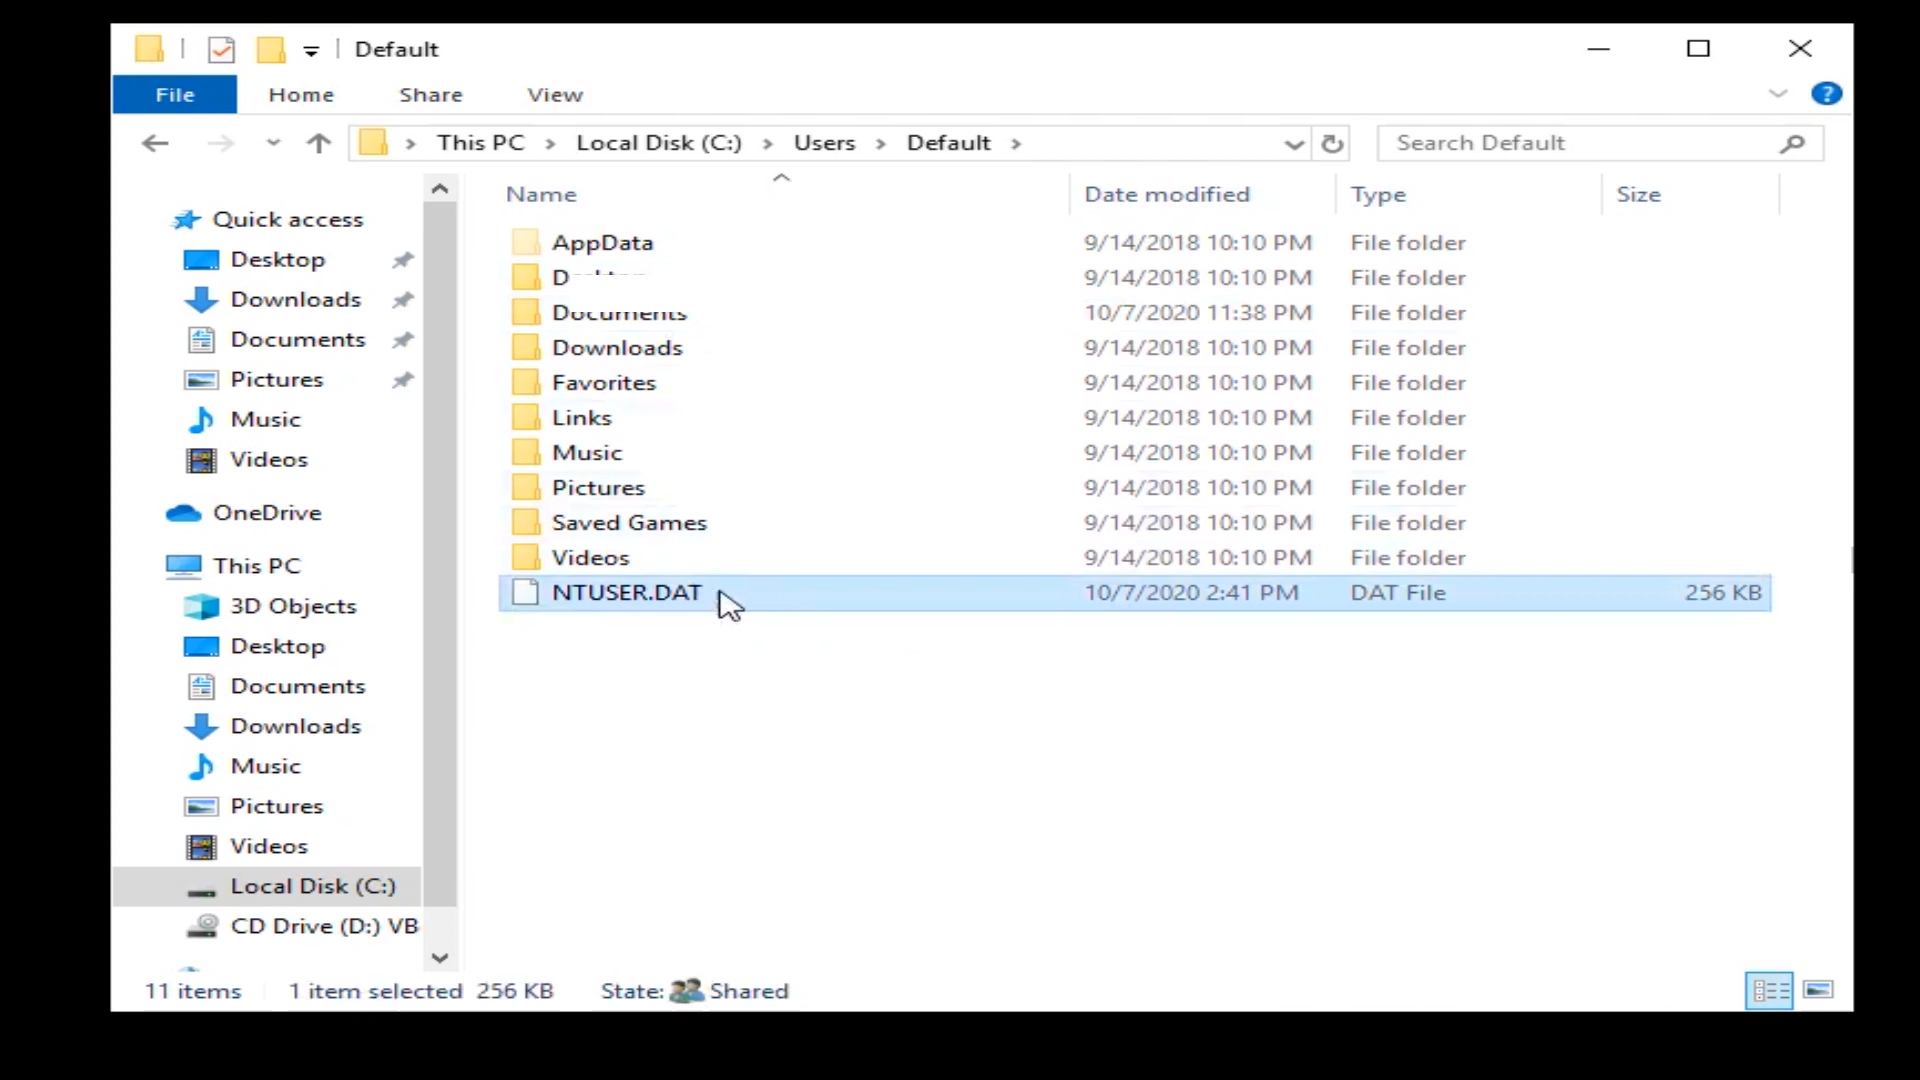 Default
File Home Share View
This PC > Local Disk (C:) > Users > Default > Search Default
Name Date modified Type Size
Quick access
Desktop
Downloads
Documents
Pictures
Music
Videos
OneDrive
This PC
3D Objects
Desktop
Documents
Downloads
Music
Pictures
Videos
Local Disk (C:)
CD Drive (D:) VB
AppData 9/14/2018 10:10 PM File folder
9/14/2018 10:10 PM File folder
Documents 10/7/2020 11:38 PM File folder
Downloads 9/14/2018 10:10 PM File folder
Favorites 9/14/2018 10:10 PM File folder
Links 9/14/2018 10:10 PM File folder
Music 9/14/2018 10:10 PM File folder
Pictures 9/14/2018 10:10 PM File folder
Saved Games 9/14/2018 10:10 PM File folder
Videos 9/14/2018 10:10 PM File folder
NTUSER.DAT 10/7/2020 2:41 PM DAT File 256 KB
11 items 1 item selected 256 KB State: Shared